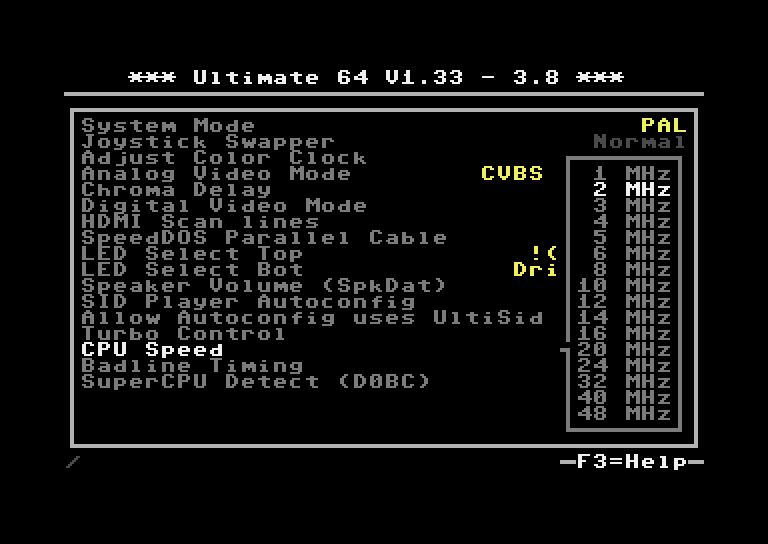 *** Ultimate 64 V1.33 - 3.8 ***
System Mode PAL
Joystick Swapper Normal
Adjust Color Clock
Analog Video Mode CVBS 1 MHz
Chroma Delay 2 MHz
Digital Video Mode 3 MHz
HDMI Scan lines 4 MHz
SpeedDOS Parallel Cable 5 MHz
LED Select Top !( 6 MHz
LED Select Bot Dri 8 MHz
Speaker Volume (SpkDat) 10 MHz
SID Player Autoconfig 12 MHz
Allow Autoconfig uses UltiSid 14 MHz
Turbo Control 16 MHz
CPU Speed 20 MHz
Badline Timing 24 MHz
SuperCPU Detect (D0BC) 32 MHz
40 MHz
48 MHz
/ F3=Help